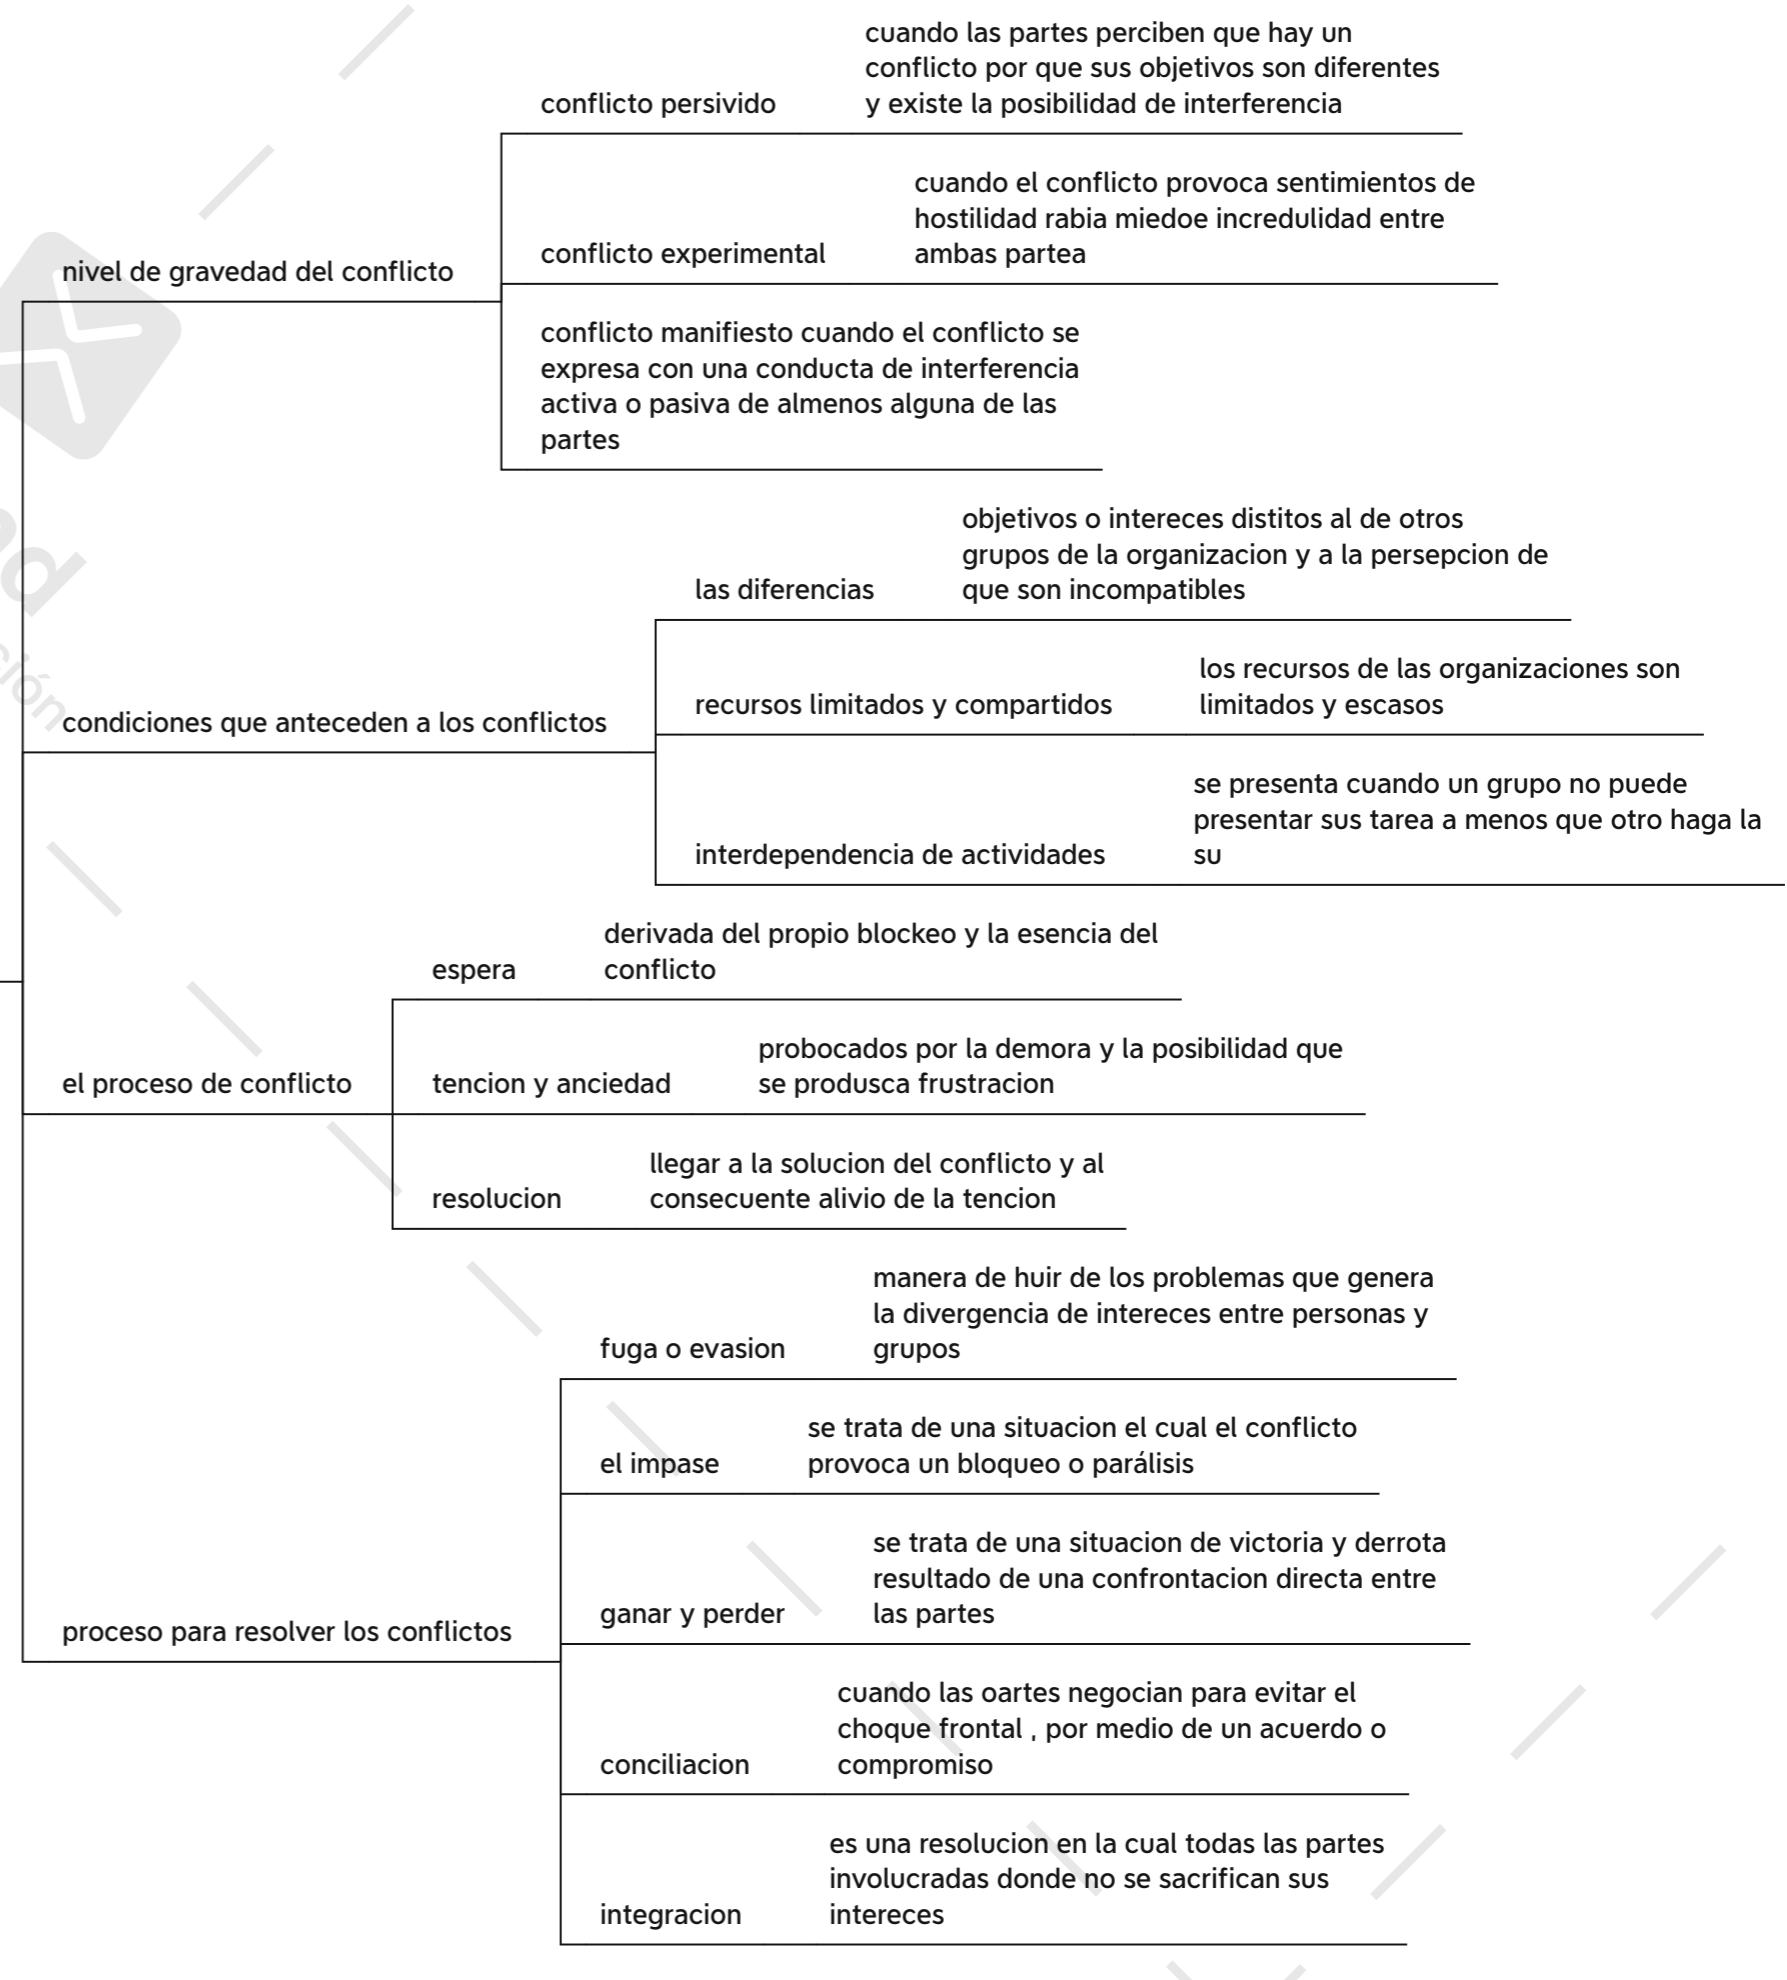 cuando las partes perciben que hay un
conflicto por que sus objetivos son diferentes
conflicto persivido y existe la posibilidad de interferencia
cuando el conflicto provoca sentimientos de
hostilidad rabia miedoe incredulidad entre
conflicto experimental ambas partea
nivel de gravedad del conflicto
conflicto manifiesto cuando el conflicto se
expresa con una conducta de interferencia
activa o pasiva de almenos alguna de las
partes
objetivos o intereces distitos al de otros
grupos de la organizacion y a la persepcion de
las diferencias que son incompatibles
los recursos de las organizaciones son
recursos limitados y compartidos limitados y escasos
condiciones que anteceden a los conflictos
se presenta cuando un grupo no puede
presentar sus tarea a menos que otro haga la
interdependencia de actividades su
derivada del propio blockeo y la esencia del
espera conflicto
probocados por la demora y la posibilidad que
el proceso de conflicto tencion y anciedad se produsca frustracion
llegar a la solucion del conflicto y al
resolucion consecuente alivio de la tencion
manera de huir de los problemas que genera
la divergencia de intereces entre personas y
fuga o evasion grupos
se trata de una situacion el cual el conflicto
el impase provoca un bloqueo o parálisis
se trata de una situacion de victoria y derrota
resultado de una confrontacion directa entre
ganar y perder las partes
proceso para resolver los conflictos
cuando las oartes negocian para evitar el
choque frontal , por medio de un acuerdo o
conciliacion compromiso
es una resolucion en la cual todas las partes
involucradas donde no se sacrifican sus
integracion intereces